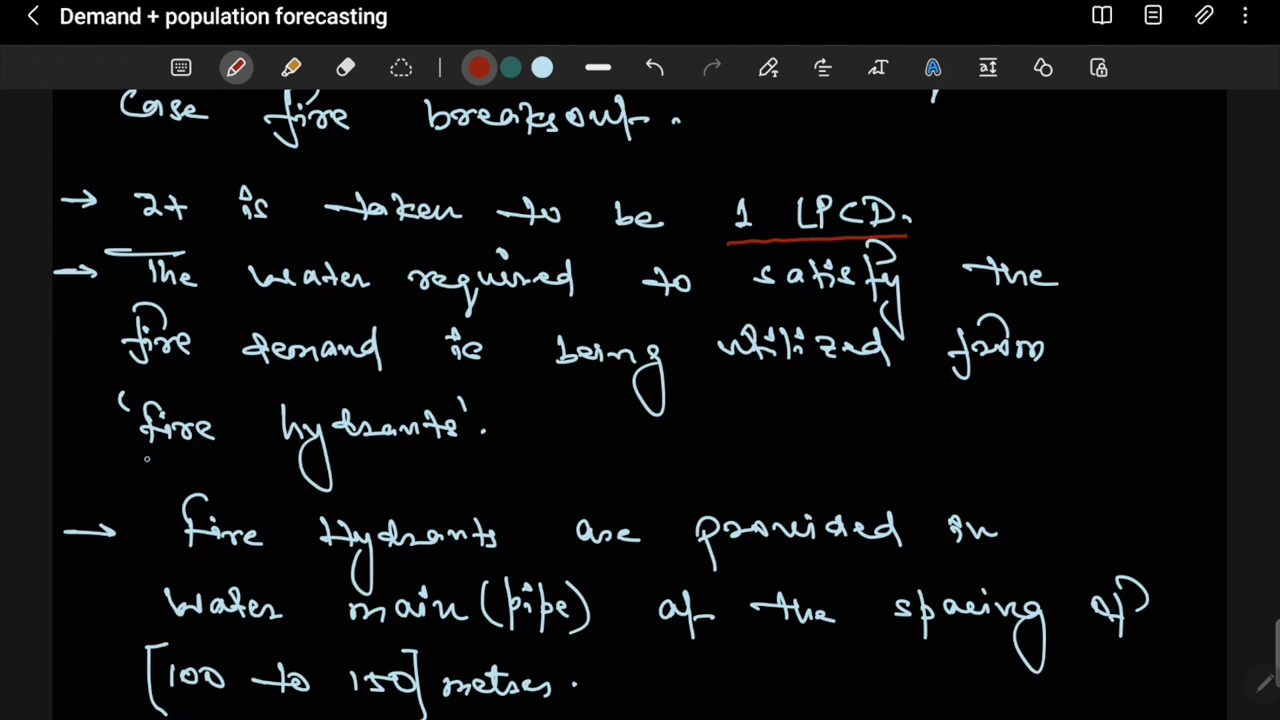 Demand + population forecasting
Case fire breaksout.
→ It is taken to be 1 LPCD.
→ The water required to satisfy the
fire demand is being utilized from
'fire hydrants'.
→ Fire Hydrants are provided in
water main (pipe) at the spacing of
[100 to 150] metres.